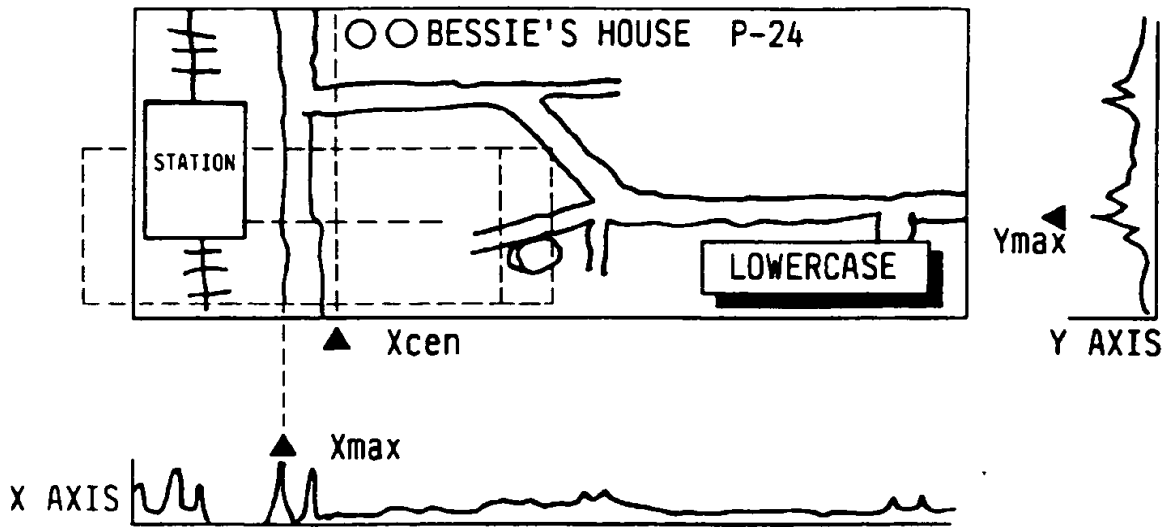 BESSIE'S HOUSE P-24
STATION
LOWERCASE
Ymax
Xcen
Y AXIS
Xmax
X AXIS